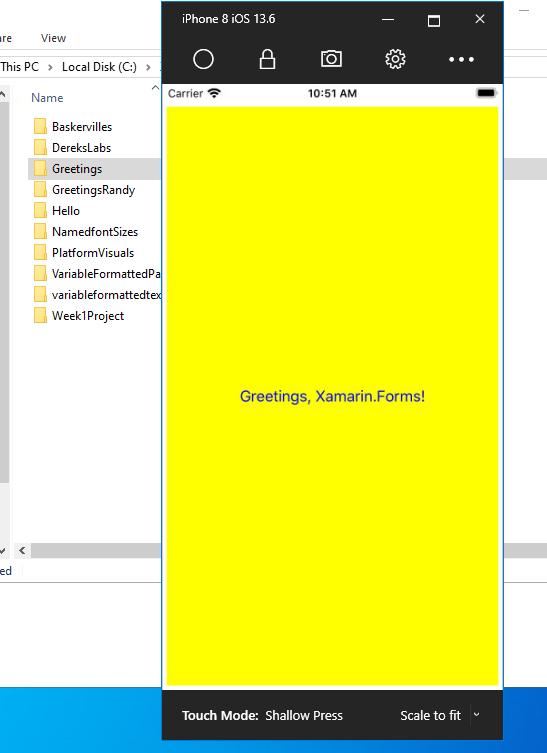 iPhone 8 iOS 13.6
are View
This PC > Local Disk (C:) >
Carrier 10:51 AM
Name
Baskervilles
DereksLabs
Greetings
GreetingsRandy
Hello
NamedfontSizes
PlatformVisuals
VariableFormattedPa
variableformattedtex
Week1Project
Greetings, Xamarin.Forms!
ed
Touch Mode: Shallow Press Scale to fit